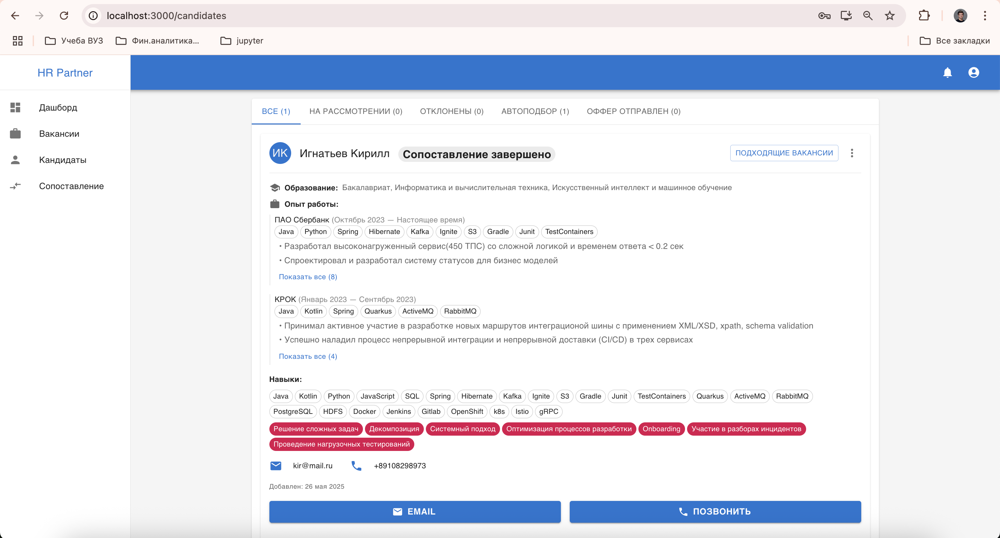 localhost:3000/candidates
Учеба ВУЗ
Фин.аналитика...
jupyter
Все закладки
HR Partner
Дашборд
Вакансии
Кандидаты
Сопоставление
ВСЕ (1)
НА РАССМОТРЕНИИ (0)
ОТКЛОНЕНЫ (0)
АВТОПОДБОР (1)
ОФФЕР ОТПРАВЛЕН (0)
ИК Игнатьев Кирилл Сопоставление завершено
ПОДХОДЯЩИЕ ВАКАНСИИ
Образование: Бакалавриат, Информатика и вычислительная техника, Искусственный интеллект и машинное обучение
Опыт работы:
ПАО Сбербанк (Октябрь 2023 — Настоящее время)
Java Python Spring Hibernate Kafka Ignite S3 Gradle Junit TestContainers
• Разработал высоконагруженный сервис(450 ТПС) со сложной логикой и временем ответа < 0.2 сек
• Спроектировал и разработал систему статусов для бизнес моделей
Показать все (8)
КРОК (Январь 2023 — Сентябрь 2023)
Java Kotlin Spring Quarkus ActiveMQ RabbitMQ
• Принимал активное участие в разработке новых маршрутов интеграционой шины с применением XML/XSD, xpath, schema validation
• Успешно наладил процесс непрерывной интеграции и непрерывной доставки (CI/CD) в трех сервисах
Показать все (4)
Навыки:
Java Kotlin Python JavaScript SQL Spring Hibernate Kafka Ignite S3 Gradle Junit TestContainers Quarkus ActiveMQ RabbitMQ
PostgreSQL HDFS Docker Jenkins Gitlab OpenShift k8s Istio gRPC
Решение сложных задач Декомпозиция Системный подход Оптимизация процессов разработки Onboarding Участие в разборах инцидентов
Проведение нагрузочных тестирований
kir@mail.ru +89108298973
Добавлен: 26 мая 2025
EMAIL
ПОЗВОНИТЬ